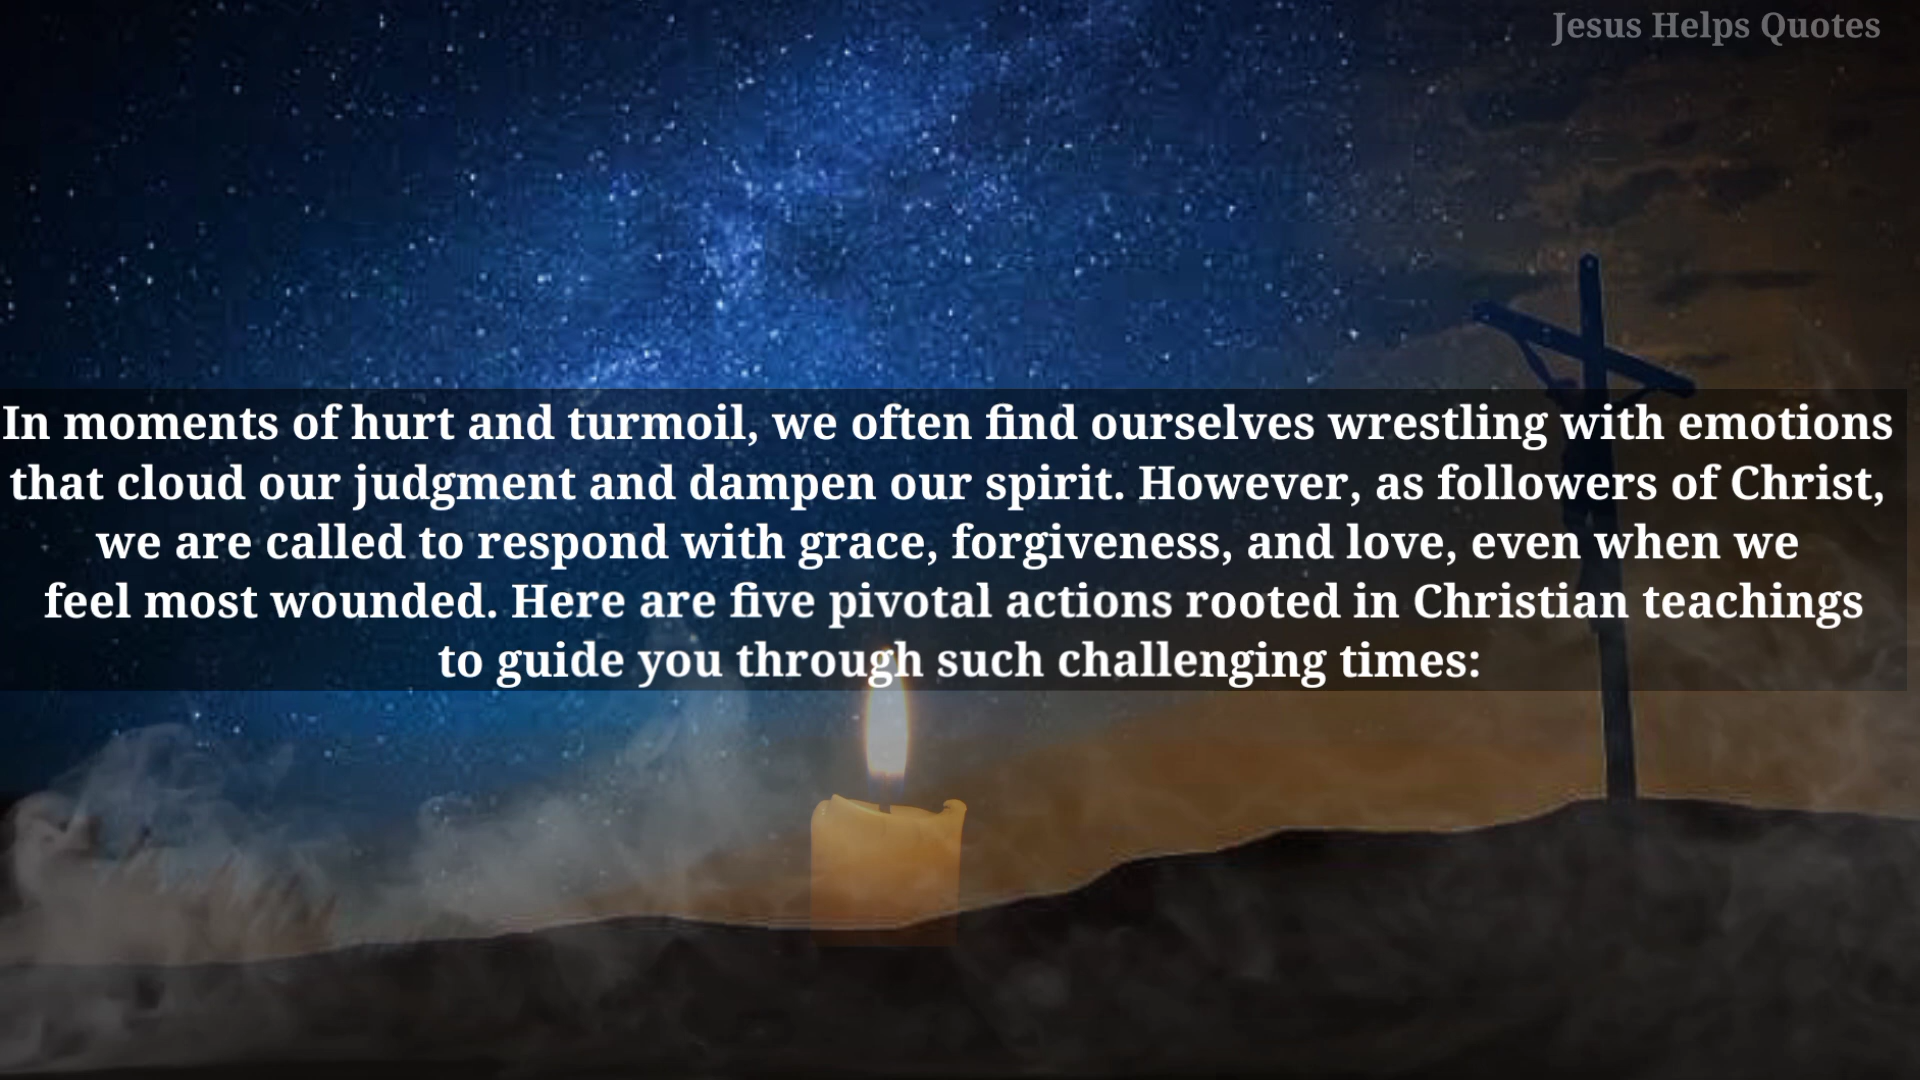 Jesus Helps Quotes
In moments of hurt and turmoil, we often find ourselves wrestling with emotions
that cloud our judgment and dampen our spirit. However, as followers of Christ,
we are called to respond with grace, forgiveness, and love, even when we
feel most wounded. Here are five pivotal actions rooted in Christian teachings
to guide you through such challenging times: